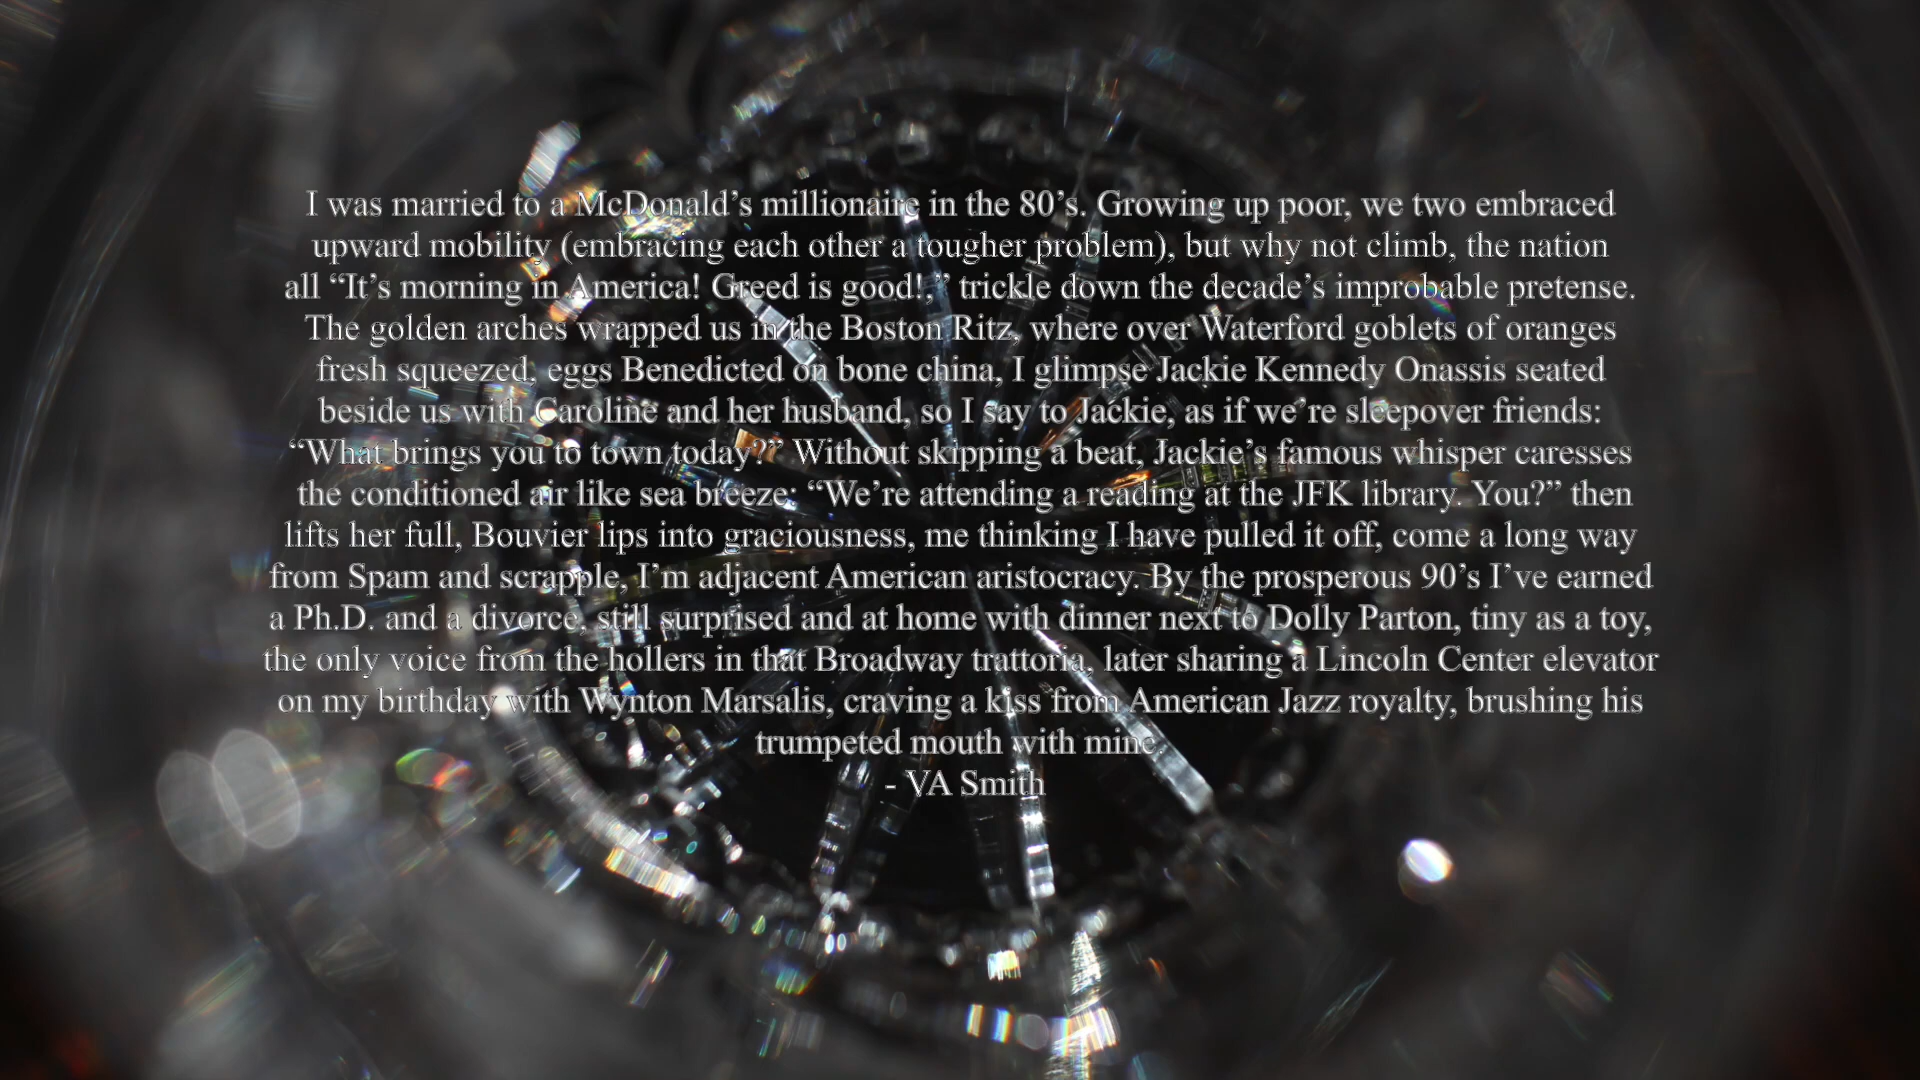 I was married to a McDonald’s millionaire in the 80’s. Growing up poor, we two embraced
upward mobility (embracing each other a tougher problem), but why not climb, the nation
all “It’s morning in America! Greed is good!,” trickle down the decade’s improbable pretense.
The golden arches wrapped us in the Boston Ritz, where over Waterford goblets of oranges
fresh squeezed, eggs Benedicted on bone china, I glimpse Jackie Kennedy Onassis seated
beside us with Caroline and her husband, so I say to Jackie, as if we’re sleepover friends:
“What brings you to town today?” Without skipping a beat, Jackie’s famous whisper caresses
the conditioned air like sea breeze: “We’re attending a reading at the JFK library. You?” then
lifts her full, Bouvier lips into graciousness, me thinking I have pulled it off, come a long way
from Spam and scrapple, I’m adjacent American aristocracy. By the prosperous 90’s I’ve earned
a Ph.D. and a divorce, still surprised and at home with dinner next to Dolly Parton, tiny as a toy,
the only voice from the hollers in that Broadway trattoria, later sharing a Lincoln Center elevator
on my birthday with Wynton Marsalis, craving a kiss from American Jazz royalty, brushing his
trumpeted mouth with mine.
- VA Smith